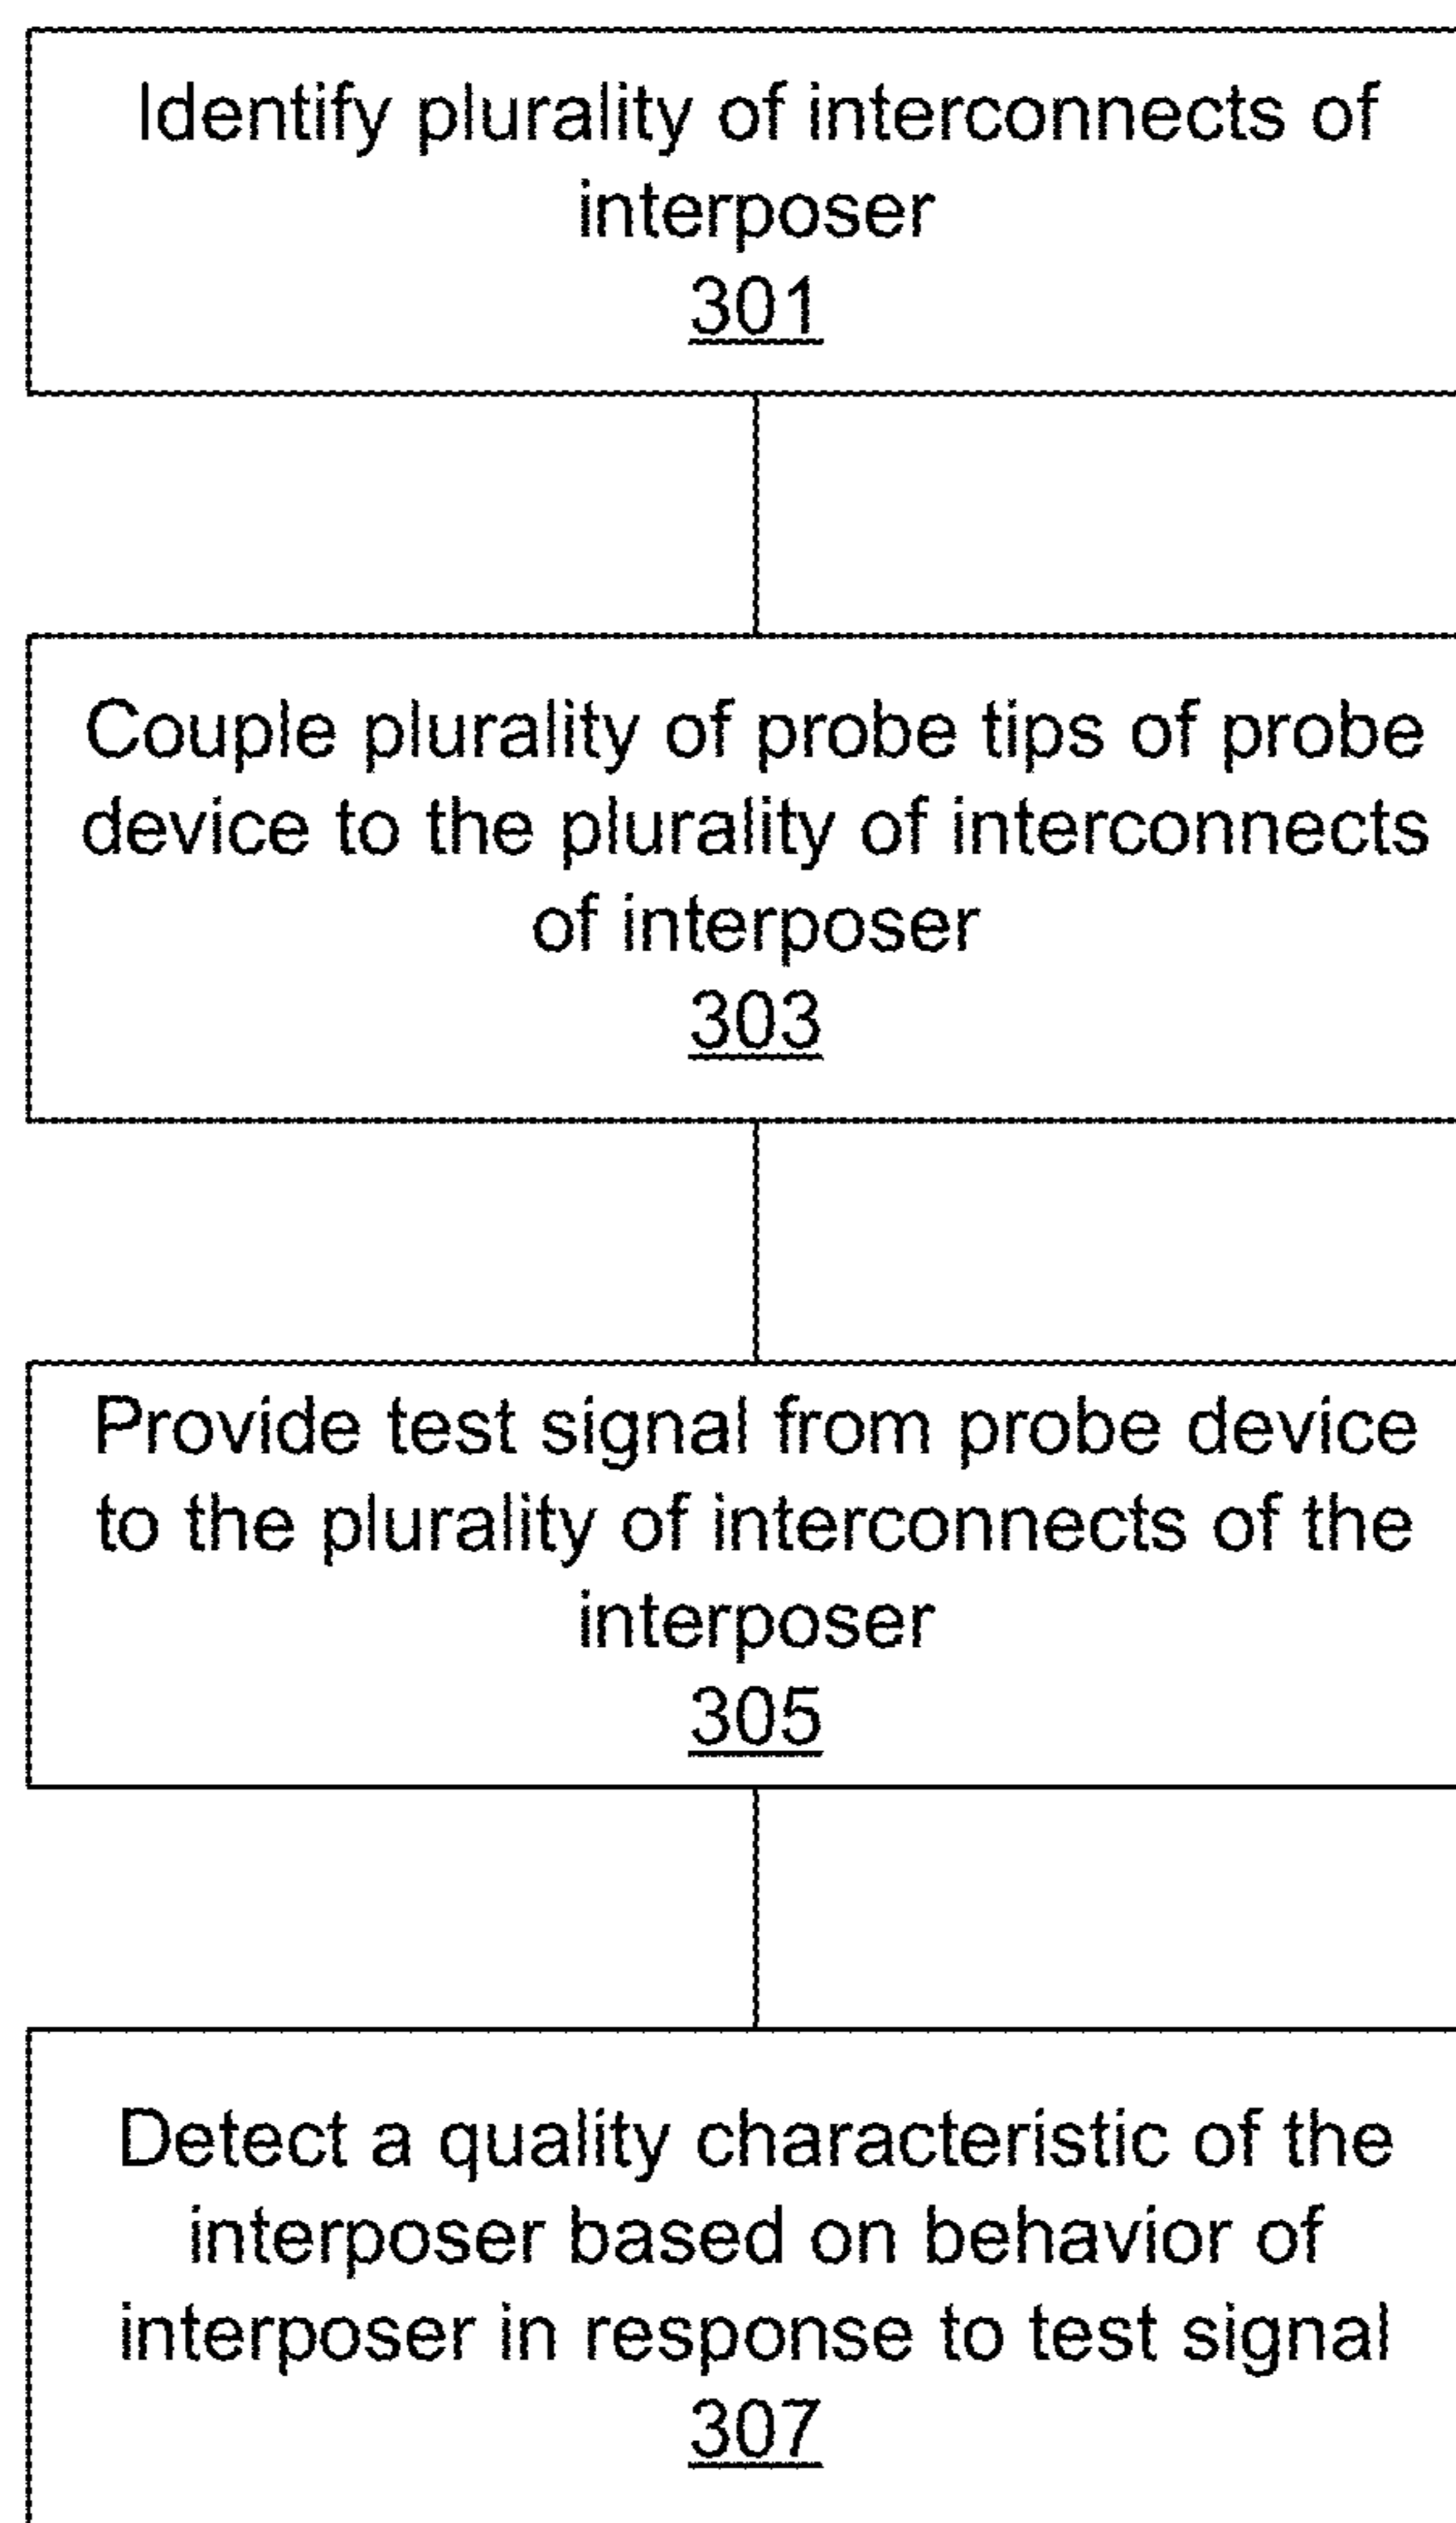 Identify plurality of interconnects of
interposer
301
Couple plurality of probe tips of probe
device to the plurality of interconnects
of interposer
303
Provide test signal from probe device
to the plurality of interconnects of the
interposer
305
Detect a quality characteristic of the
interposer based on behavior of
interposer in response to test signal
307